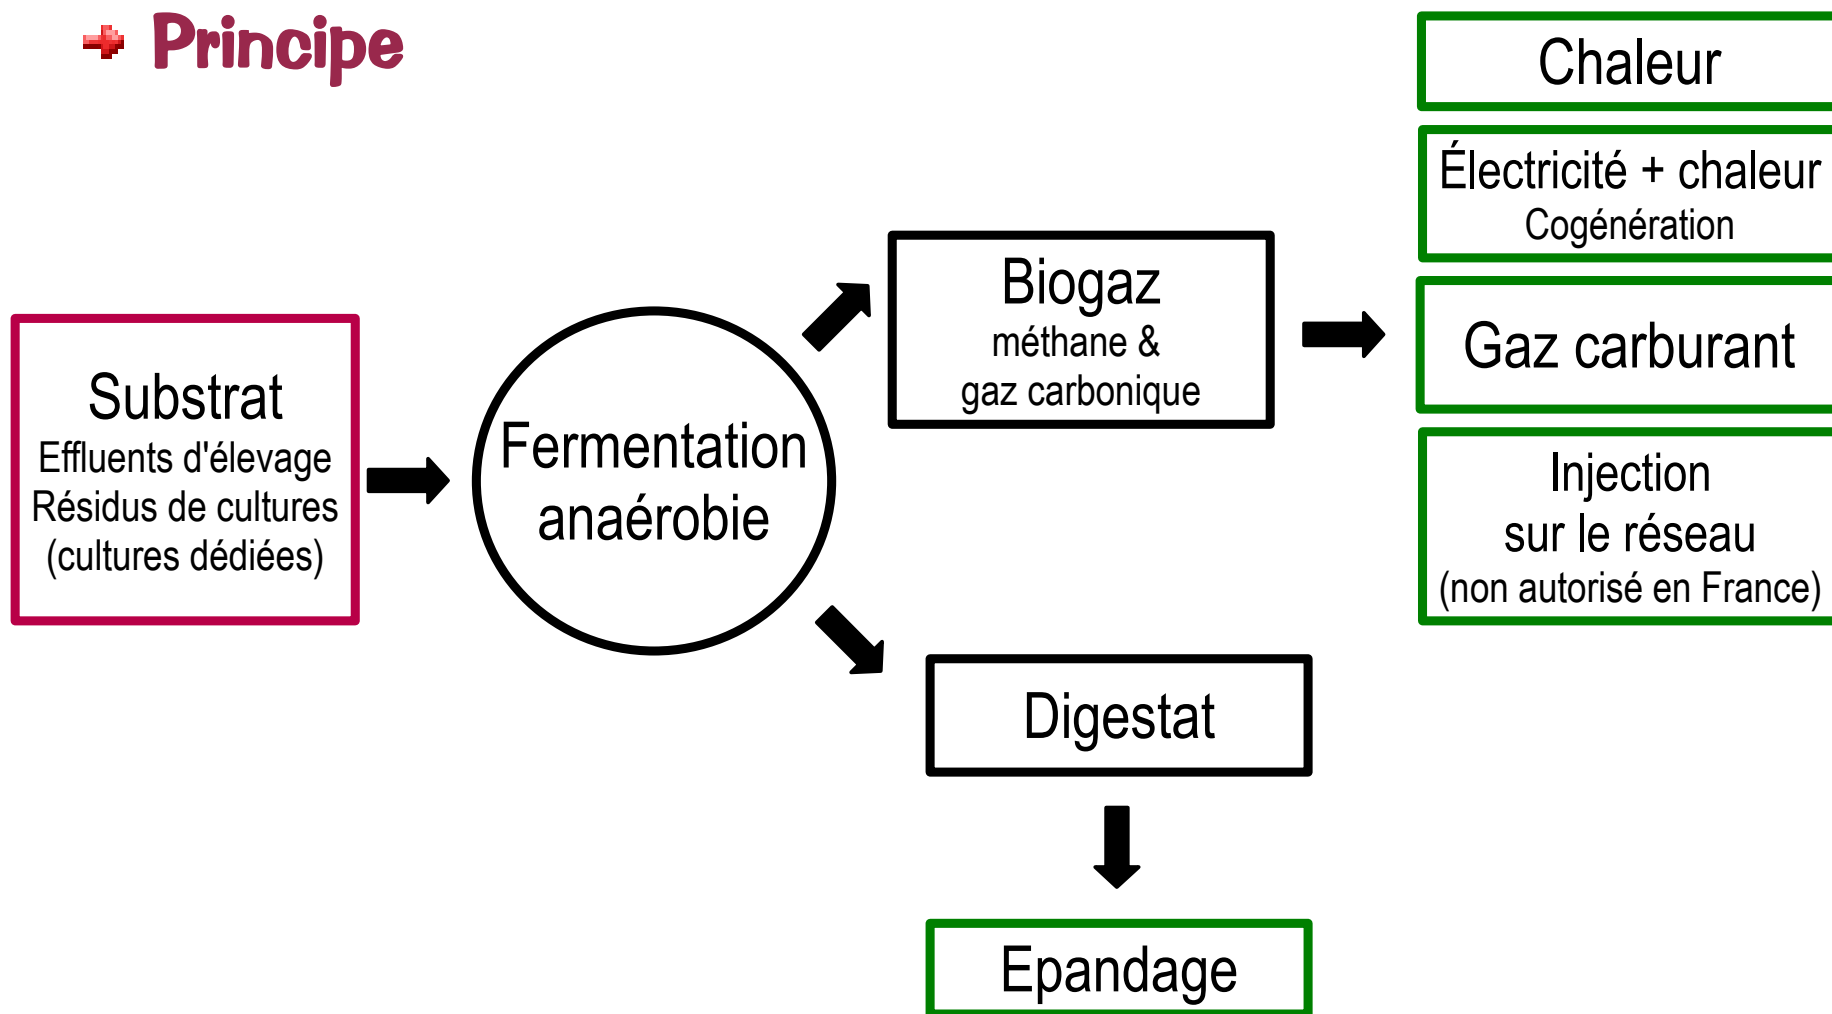 Principe
Substrat
Effluents d'élevage
Résidus de cultures
(cultures dédiées)
Fermentation
anaérobie
Biogaz
méthane &
gaz carbonique
Chaleur
Électricité + chaleur
Cogénération
Gaz carburant
Injection
sur le réseau
(non autorisé en France)
Digestat
Epandage